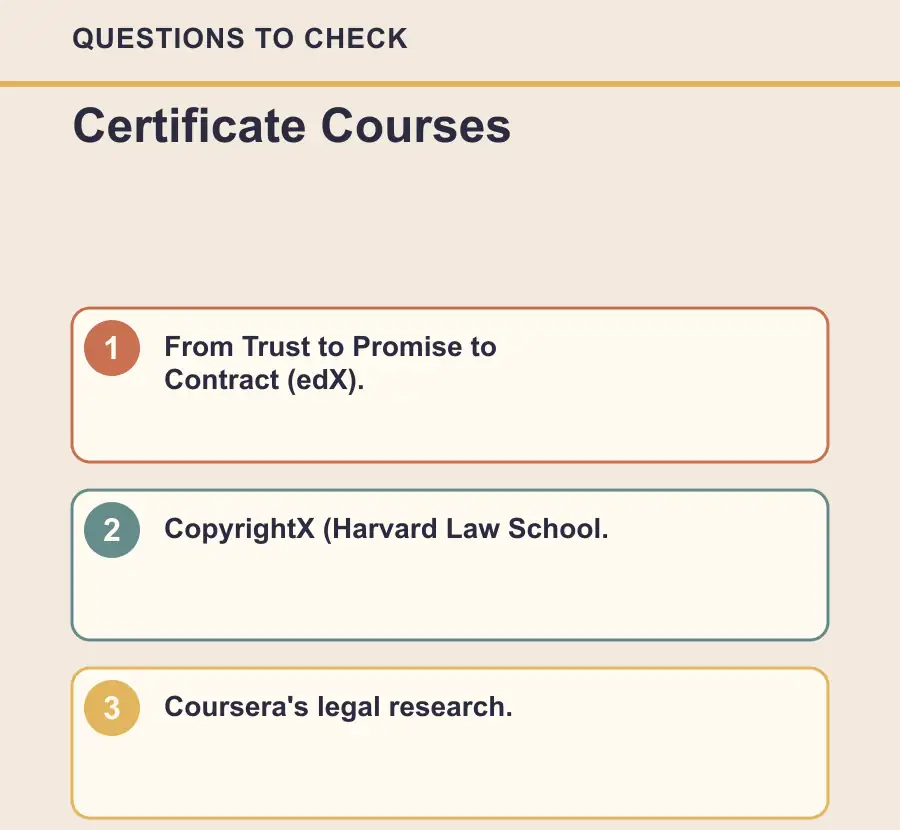 QUESTIONS TO CHECK
Certificate Courses
1
From Trust to Promise to
Contract (edX).
2
CopyrightX (Harvard Law School.
3
Coursera's legal research.